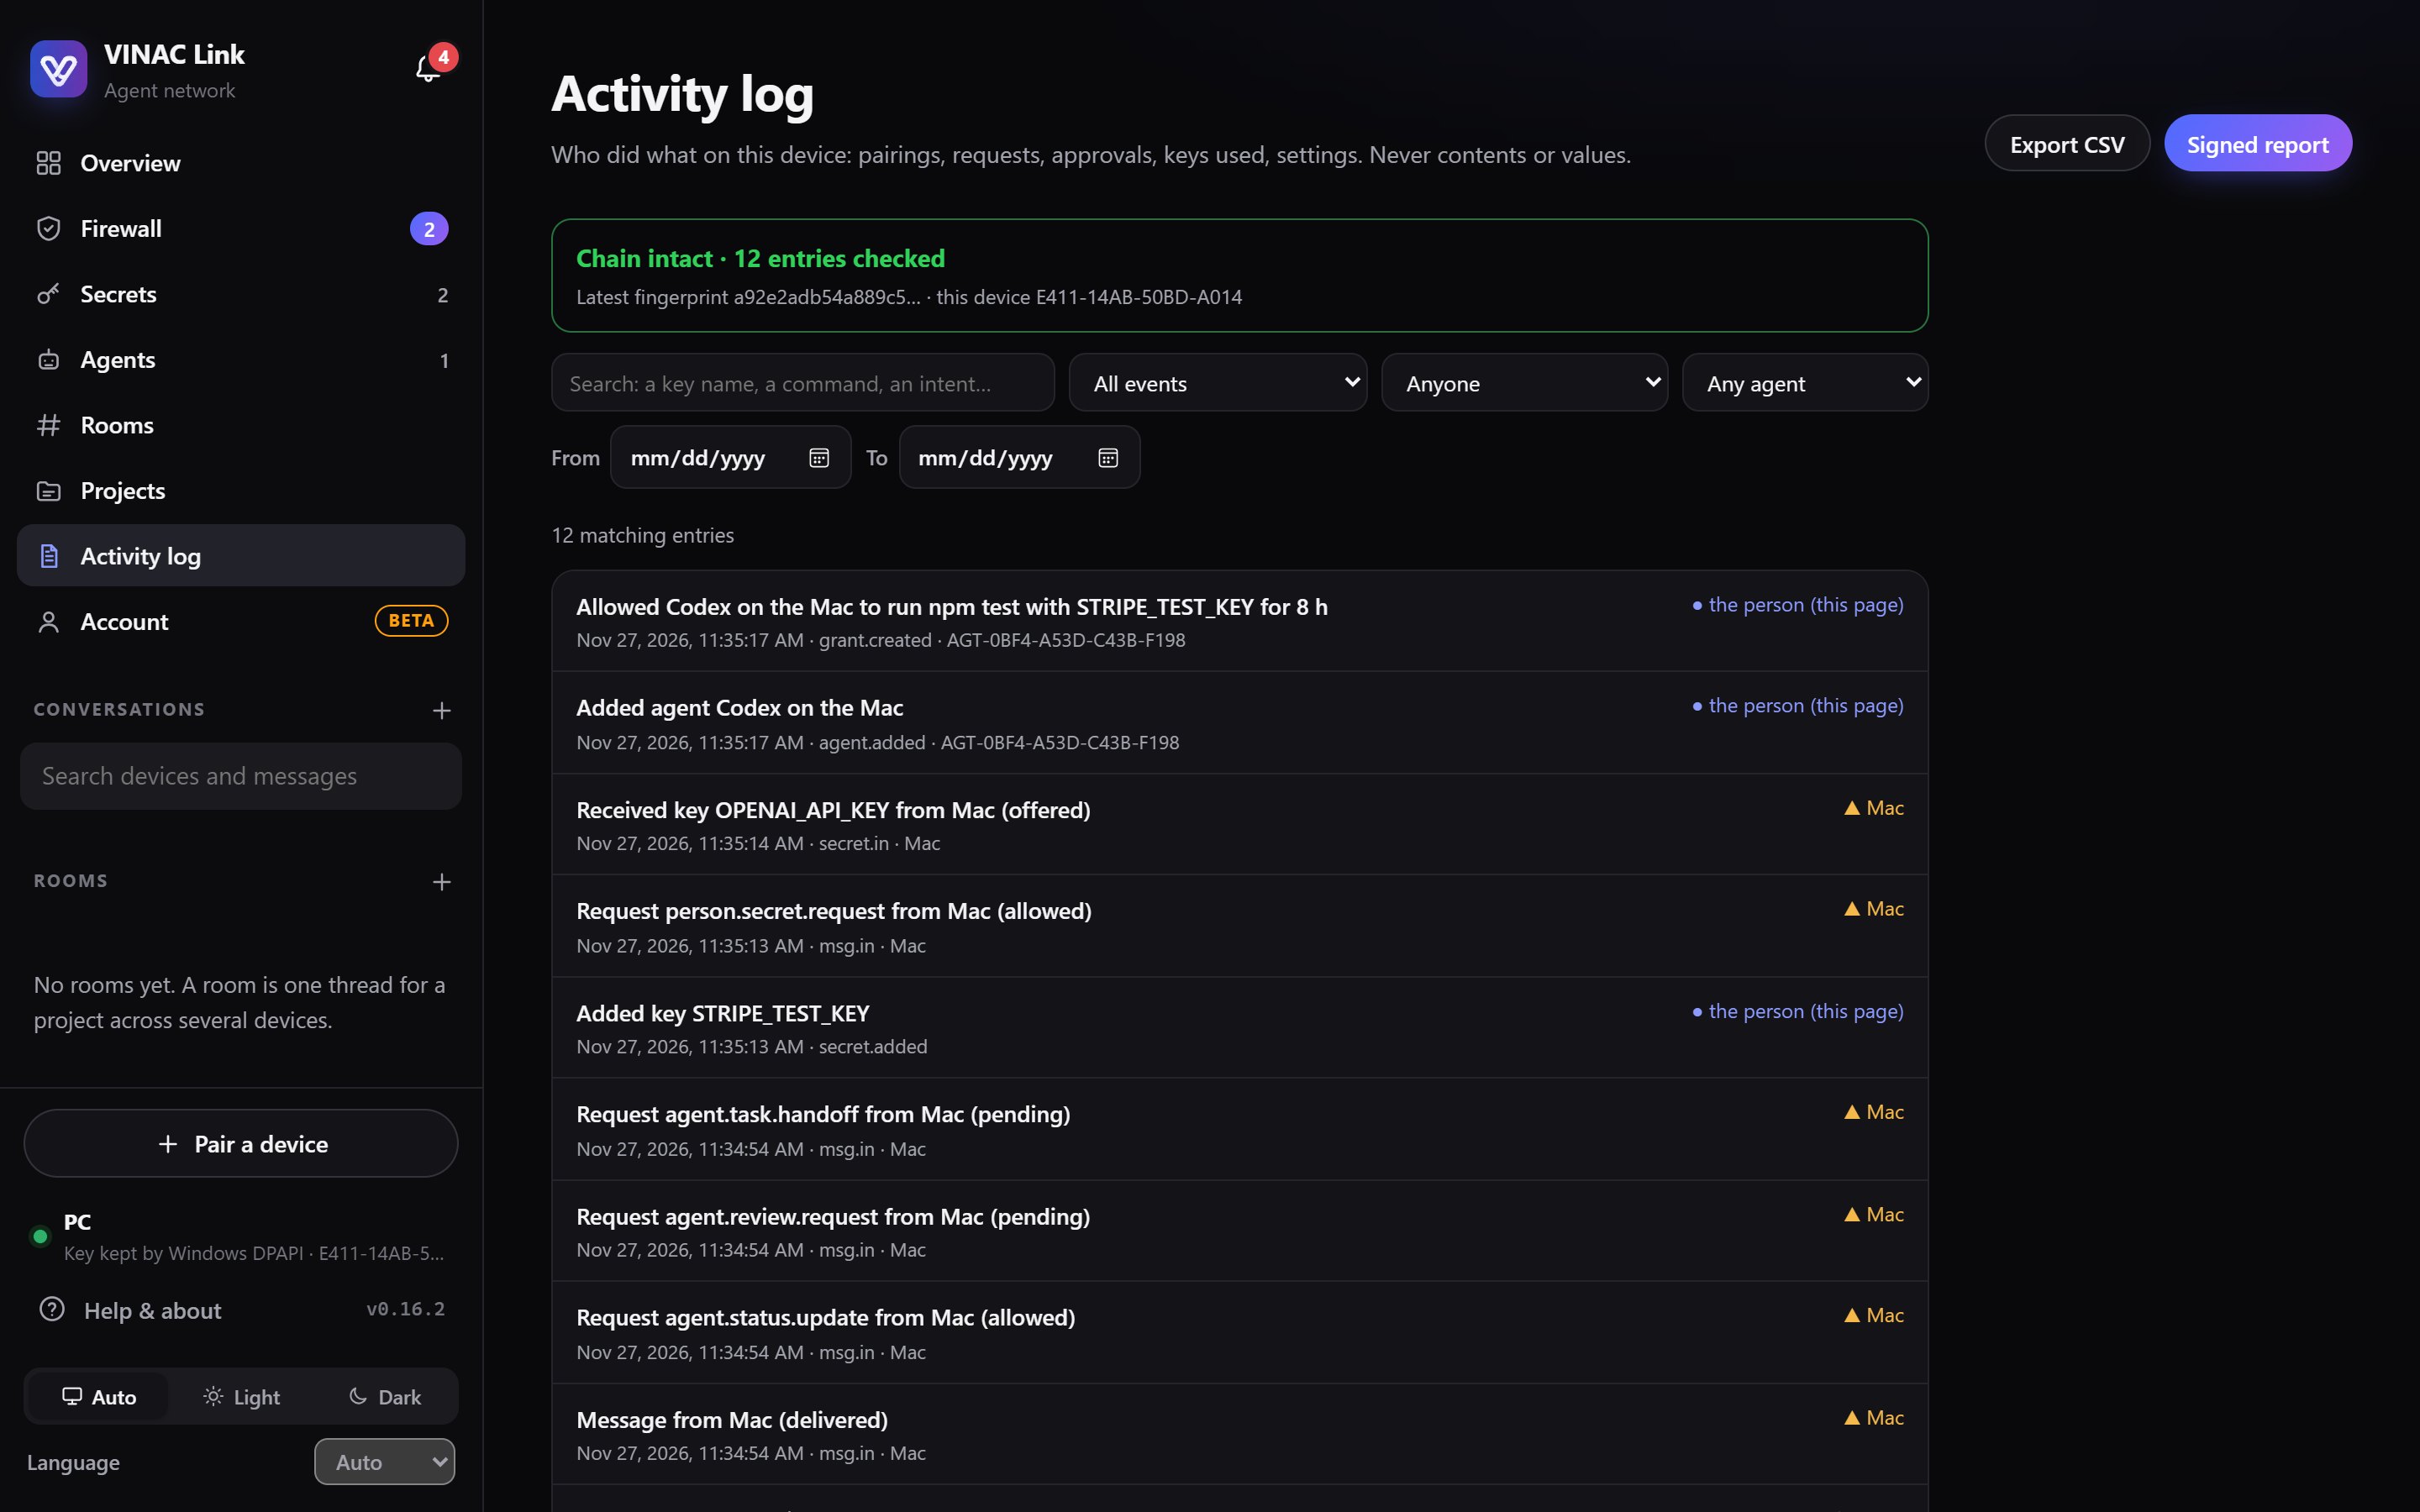 VINAC Link
Agent network
4
Overview
Firewall
2
Secrets
2
Agents
1
Rooms
Projects
Activity log
Account
BETA
CONVERSATIONS
Search devices and messages
ROOMS
No rooms yet. A room is one thread for a
project across several devices.
Pair a device
PC
Key kept by Windows DPAPI · E411-14AB-5...
Help & about
v0.16.2
Auto
Light
Dark
Language
Auto
Activity log
Who did what on this device: pairings, requests, approvals, keys used, settings. Never contents or values.
Export CSV
Signed report
Chain intact · 12 entries checked
Latest fingerprint a92e2adb54a889c5... · this device E411-14AB-50BD-A014
Search: a key name, a command, an intent...
All events
Anyone
Any agent
From
mm/dd/yyyy
To
mm/dd/yyyy
12 matching entries
Allowed Codex on the Mac to run npm test with STRIPE_TEST_KEY for 8 h
the person (this page)
Nov 27, 2026, 11:35:17 AM · grant.created · AGT-0BF4-A53D-C43B-F198
Added agent Codex on the Mac
the person (this page)
Nov 27, 2026, 11:35:17 AM · agent.added · AGT-0BF4-A53D-C43B-F198
Received key OPENAI_API_KEY from Mac (offered)
Mac
Nov 27, 2026, 11:35:14 AM · secret.in · Mac
Request person.secret.request from Mac (allowed)
Mac
Nov 27, 2026, 11:35:13 AM · msg.in · Mac
Added key STRIPE_TEST_KEY
the person (this page)
Nov 27, 2026, 11:35:13 AM · secret.added
Request agent.task.handoff from Mac (pending)
Mac
Nov 27, 2026, 11:34:54 AM · msg.in · Mac
Request agent.review.request from Mac (pending)
Mac
Nov 27, 2026, 11:34:54 AM · msg.in · Mac
Request agent.status.update from Mac (allowed)
Mac
Nov 27, 2026, 11:34:54 AM · msg.in · Mac
Message from Mac (delivered)
Mac
Nov 27, 2026, 11:34:54 AM · msg.in · Mac